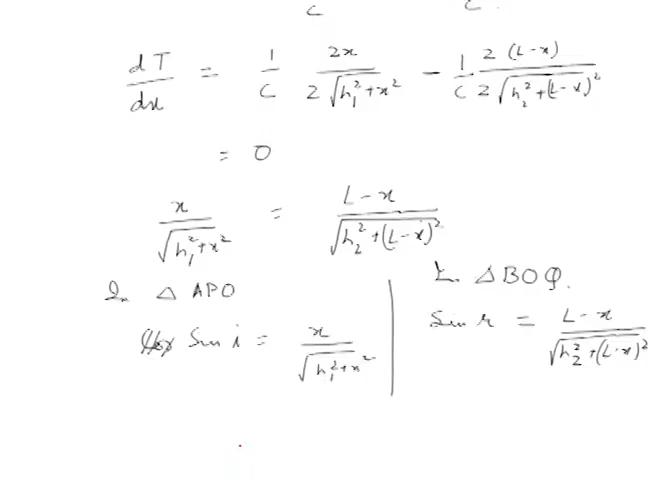 C C.
dT/dx = 1/C 2x/2√(h₁²+x²) − 1/C 2(L−x)/2√(h₂²+(L−x)²)
= 0
x/√(h₁²+x²) = L−x/√(h₂²+(L−x)²)
In △ APO
Sin i = x/√(h₁²+x²)
In △BOQ.
Sin r = L−x/√(h₂²+(L−x)²)